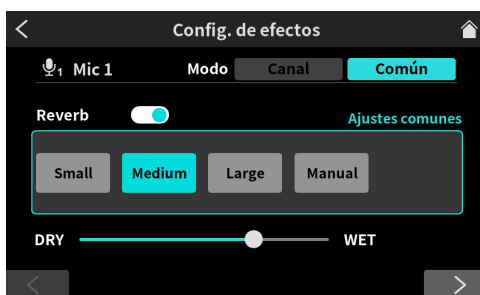 Config. de efectos
1 Mic 1 Modo Canal Común
Reverb
Ajustes comunes
Small Medium Large Manual
DRY WET